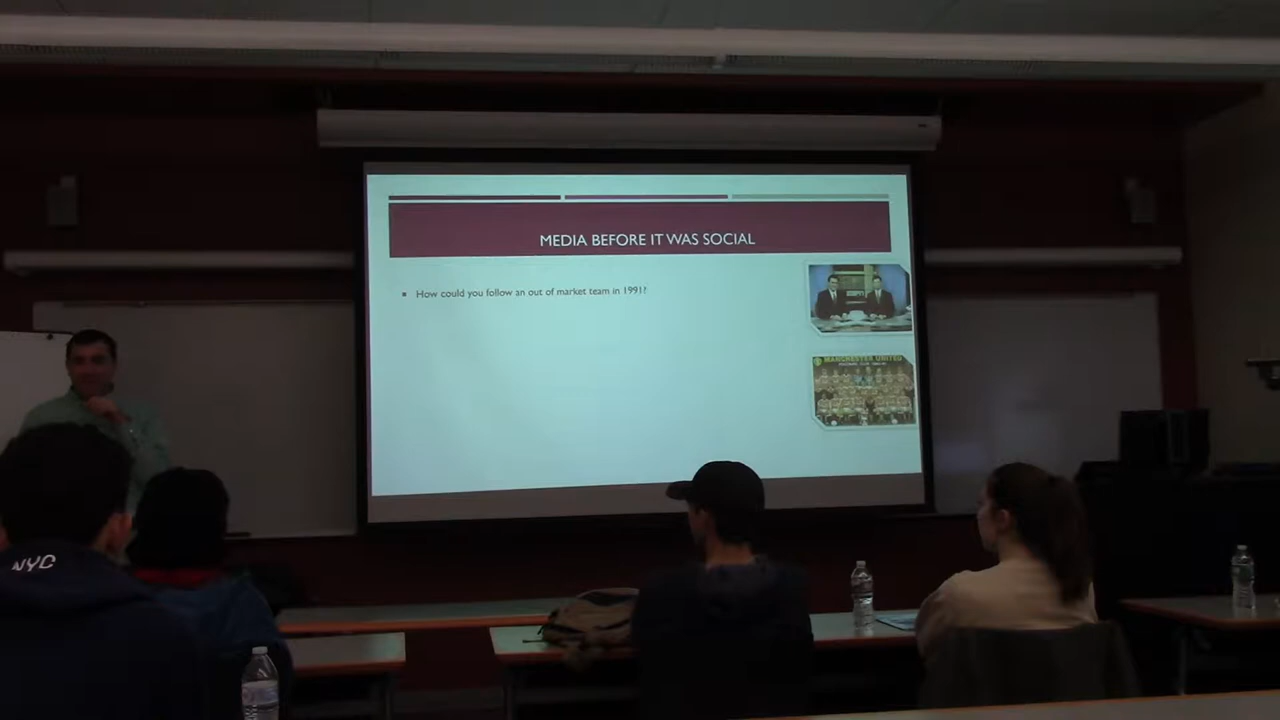 MEDIA BEFORE IT WAS SOCIAL
▪ How could you follow an out of market team in 1991?
ESPN
MANCHESTER UNITED
NYC